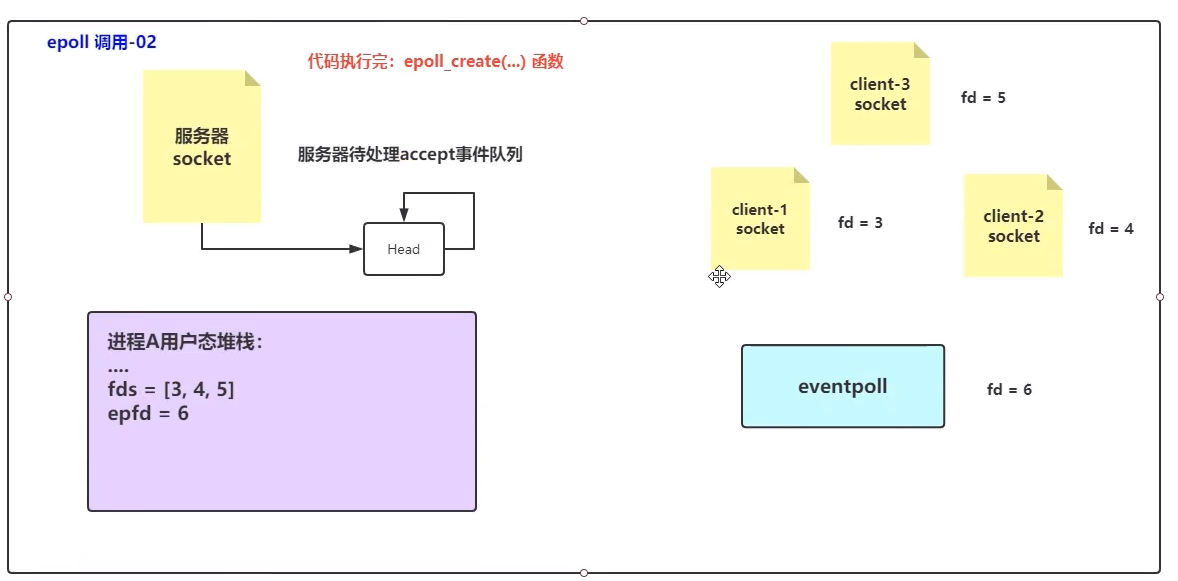 epoll 调用-02
代码执行完：epoll_create(...) 函数
服务器
socket
服务器待处理accept事件队列
Head
client-3
socket
fd = 5
client-1
socket
fd = 3
client-2
socket
fd = 4
进程A用户态堆栈：
....
fds = [3, 4, 5]
epfd = 6
eventpoll
fd = 6